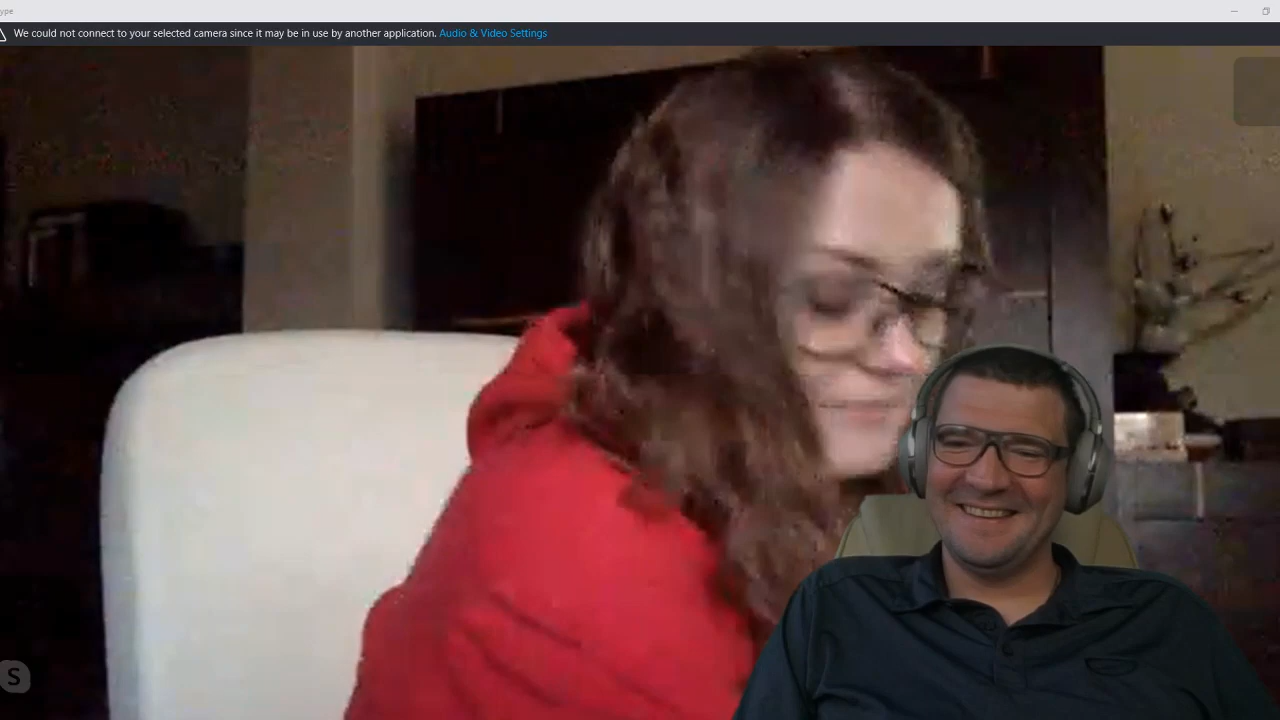 ype
We could not connect to your selected camera since it may be in use by another application. Audio & Video Settings
S